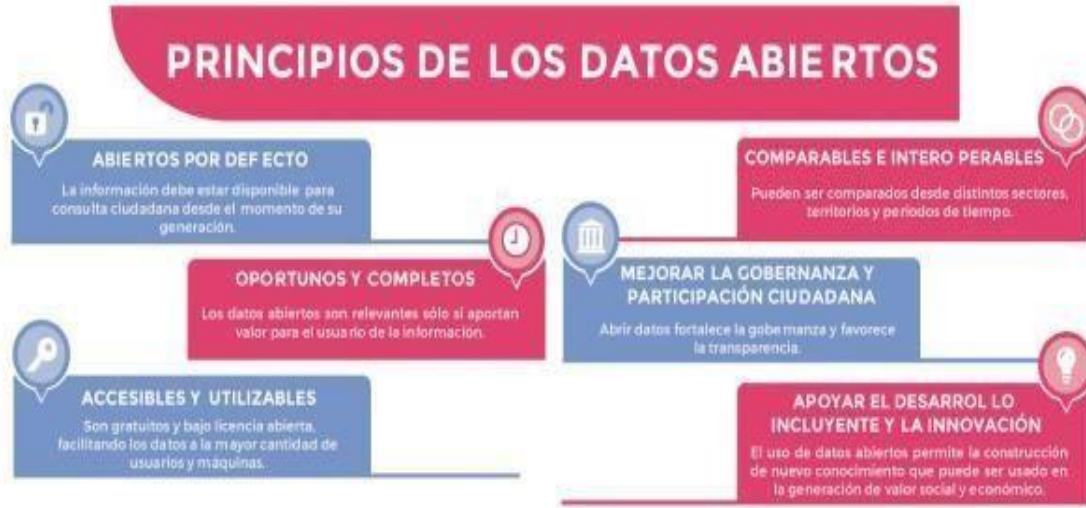 PRINCIPIOS DE LOS DATOS ABIERTOS
ABIERTOS POR DEFECTO
La información debe estar disponible para
consulta ciudadana desde el momento de su
generación.
OPORTUNOS Y COMPLETOS
Los datos abiertos son relevantes sólo si aportan
valor para el usuario de la información.
ACCESIBLES Y UTILIZABLES
Son gratuitos y bajo licencia abierta,
facilitando los datos a la mayor cantidad de
usuarios y maquinas.
COMPARABLES E INTEROPERABLES
Pueden ser comparados desde distintos sectores,
territorios y periodos de tiempo.
MEJORAR LA GOBERNANZA Y
PARTICIPACIÓN CIUDADANA
Abrir datos fortalece la gobernanza y favorece
la transparencia.
APOYAR EL DESARROLLO
INCLUYENTE Y LA INNOVACIÓN
El uso de datos abiertos permite la construcción
de nuevo conocimiento que puede ser usado en
la generación de valor social y económico.